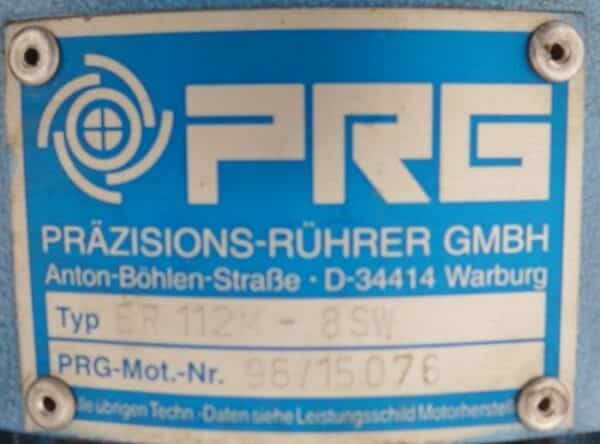 PRG
PRÄZISIONS-RÜHRER GMBH
Anton-Böhlen-Straße · D-34414 Warburg
Typ ER 112M - 8SW
PRG-Mot.-Nr. 96/15076
übrigen Techn.-Daten siehe Leistungsschild Motorherstell